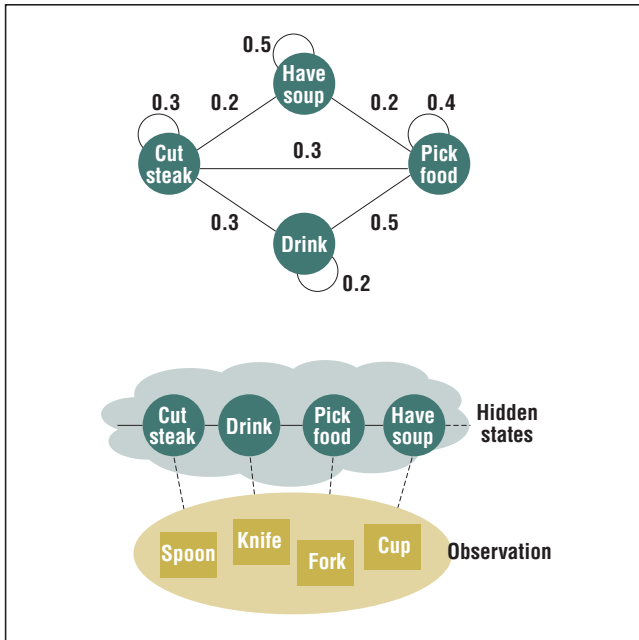 0.5
Have
soup
0.3
0.2
0.2
0.4
Cut
steak
0.3
Pick
food
0.3
0.5
Drink
0.2
Cut
steak
Drink
Pick
food
Have
soup
Hidden
states
Spoon
Knife
Fork
Cup
Observation